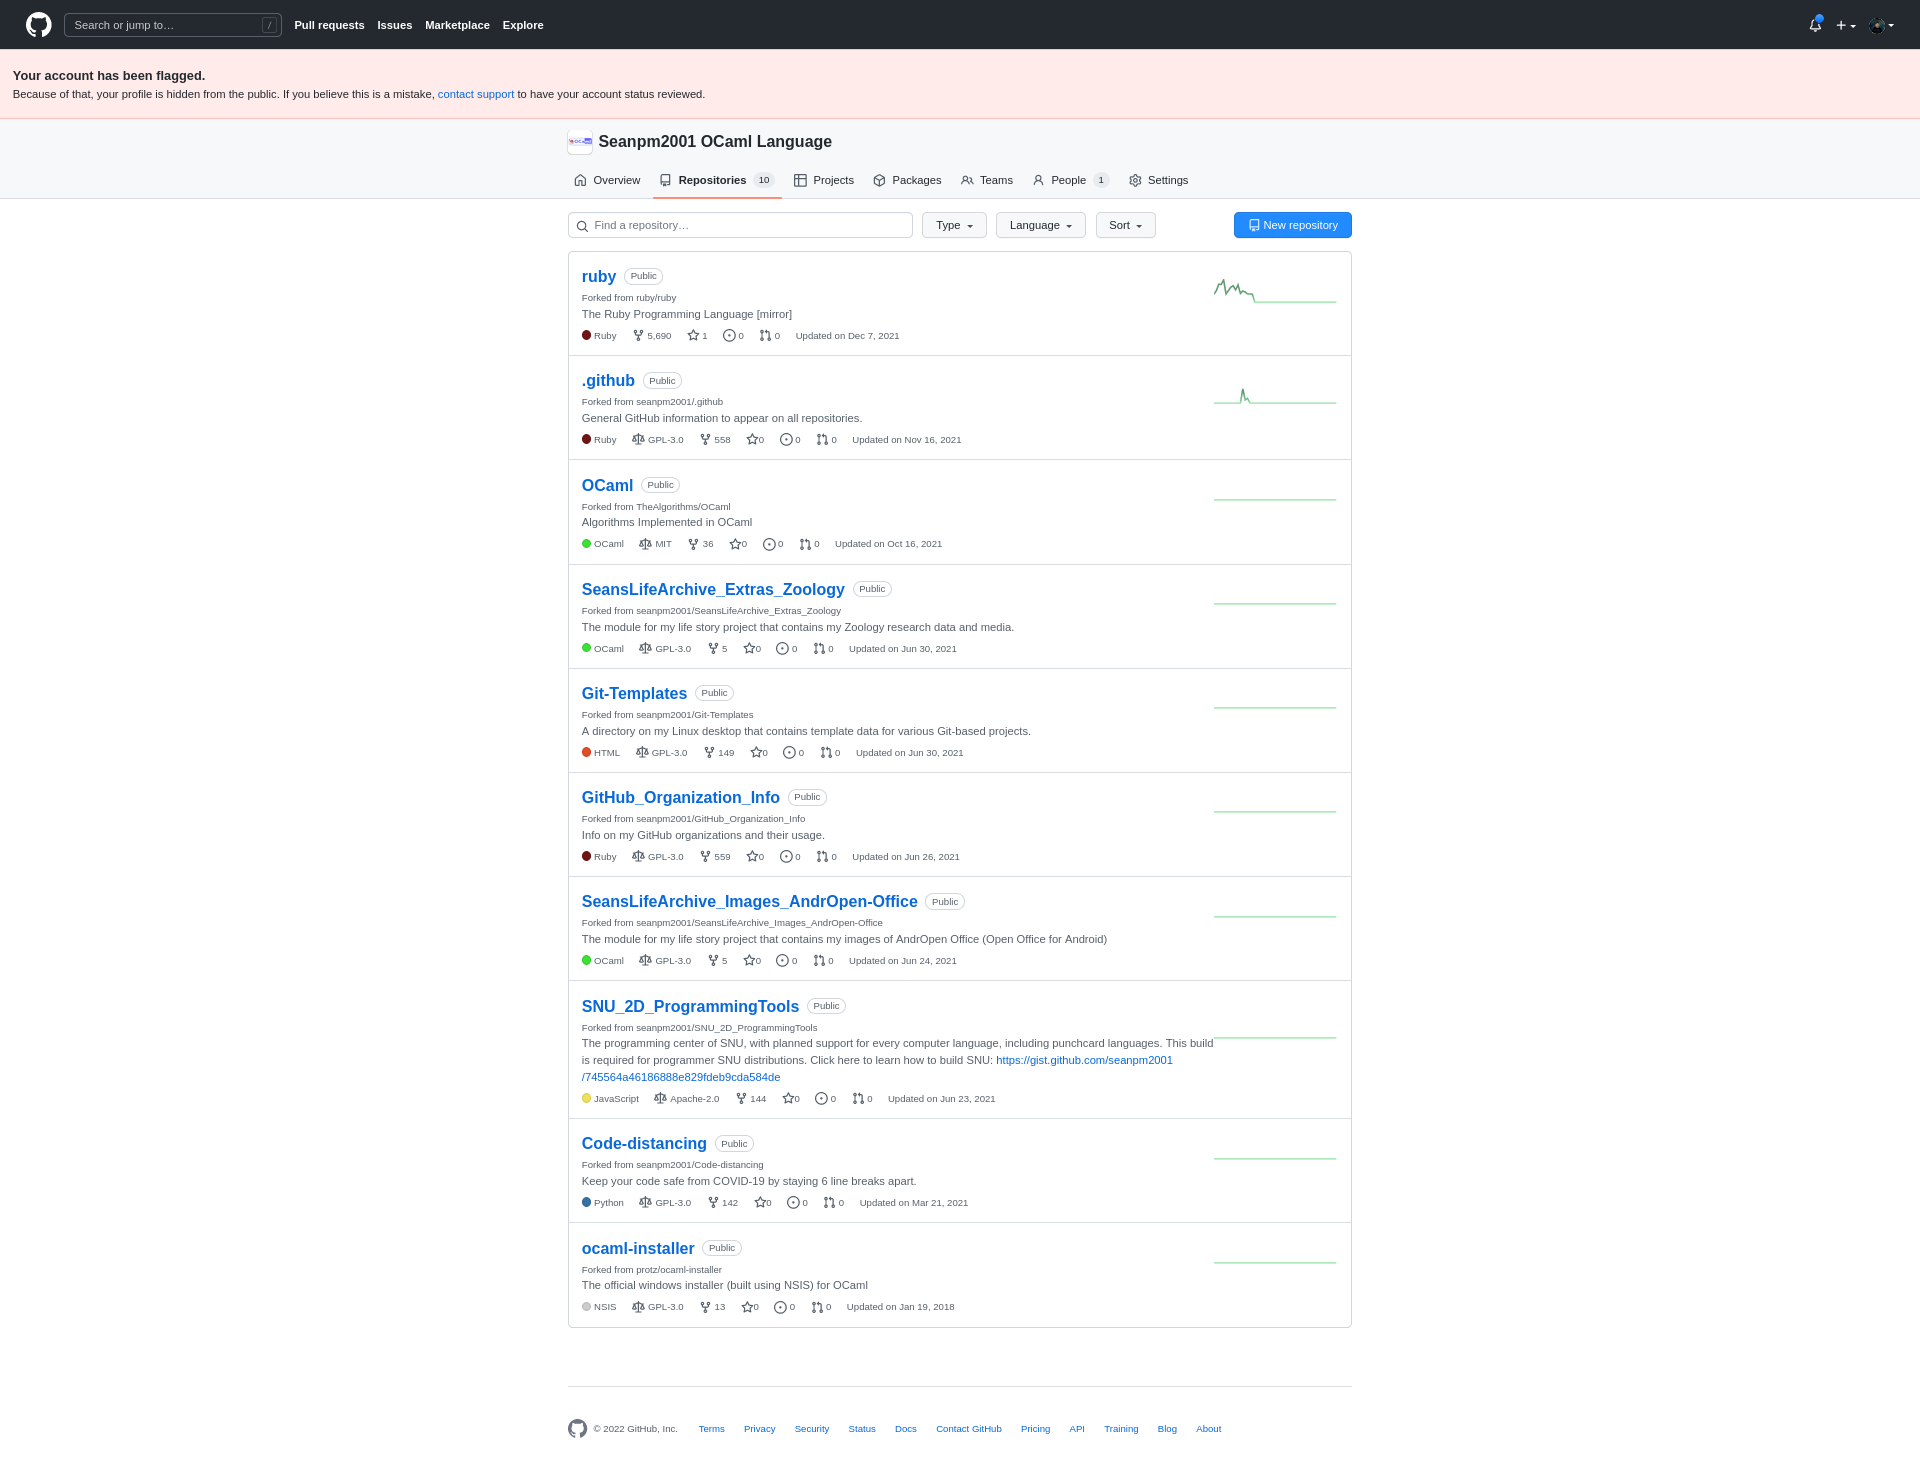 Search or jump to… /
Pull requests Issues Marketplace Explore
Your account has been flagged.
Because of that, your profile is hidden from the public. If you believe this is a mistake, contact support to have your account status reviewed.
Seanpm2001 OCaml Language
Overview Repositories 10 Projects Packages Teams People 1 Settings
Find a repository… Type Language Sort New repository
ruby Public
Forked from ruby/ruby
The Ruby Programming Language [mirror]
Ruby 5,690 1 0 0 Updated on Dec 7, 2021
.github Public
Forked from seanpm2001/.github
General GitHub information to appear on all repositories.
Ruby GPL-3.0 558 0 0 0 Updated on Nov 16, 2021
OCaml Public
Forked from TheAlgorithms/OCaml
Algorithms Implemented in OCaml
OCaml MIT 36 0 0 0 Updated on Oct 16, 2021
SeansLifeArchive_Extras_Zoology Public
Forked from seanpm2001/SeansLifeArchive_Extras_Zoology
The module for my life story project that contains my Zoology research data and media.
OCaml GPL-3.0 5 0 0 0 Updated on Jun 30, 2021
Git-Templates Public
Forked from seanpm2001/Git-Templates
A directory on my Linux desktop that contains template data for various Git-based projects.
HTML GPL-3.0 149 0 0 0 Updated on Jun 30, 2021
GitHub_Organization_Info Public
Forked from seanpm2001/GitHub_Organization_Info
Info on my GitHub organizations and their usage.
Ruby GPL-3.0 559 0 0 0 Updated on Jun 26, 2021
SeansLifeArchive_Images_AndrOpen-Office Public
Forked from seanpm2001/SeansLifeArchive_Images_AndrOpen-Office
The module for my life story project that contains my images of AndrOpen Office (Open Office for Android)
OCaml GPL-3.0 5 0 0 0 Updated on Jun 24, 2021
SNU_2D_ProgrammingTools Public
Forked from seanpm2001/SNU_2D_ProgrammingTools
The programming center of SNU, with planned support for every computer language, including punchcard languages. This build
is required for programmer SNU distributions. Click here to learn how to build SNU: https://gist.github.com/seanpm2001
/745564a46186888e829fdeb9cda584de
JavaScript Apache-2.0 144 0 0 0 Updated on Jun 23, 2021
Code-distancing Public
Forked from seanpm2001/Code-distancing
Keep your code safe from COVID-19 by staying 6 line breaks apart.
Python GPL-3.0 142 0 0 0 Updated on Mar 21, 2021
ocaml-installer Public
Forked from protz/ocaml-installer
The official windows installer (built using NSIS) for OCaml
NSIS GPL-3.0 13 0 0 0 Updated on Jan 19, 2018
© 2022 GitHub, Inc. Terms Privacy Security Status Docs Contact GitHub Pricing API Training Blog About